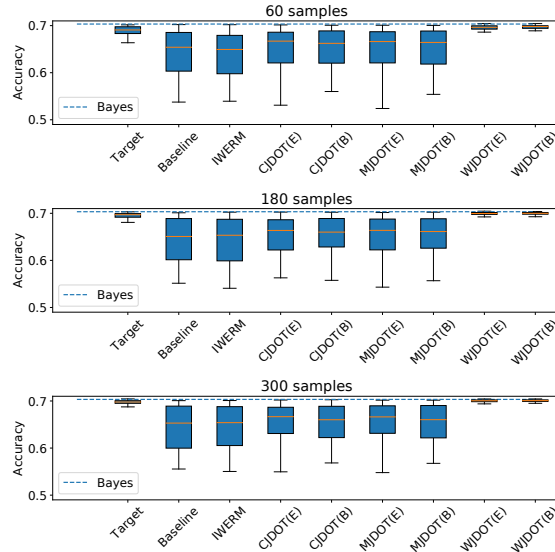 60 samples
0.7
0.6
0.5
Accuracy
Bayes
Target
Baseline
IWERM
CJDOT(E)
CJDOT(B)
MJDOT(E)
MJDOT(B)
WJDOT(E)
WJDOT(B)
180 samples
0.7
0.6
0.5
Accuracy
Bayes
Target
Baseline
IWERM
CJDOT(E)
CJDOT(B)
MJDOT(E)
MJDOT(B)
WJDOT(E)
WJDOT(B)
300 samples
0.7
0.6
0.5
Accuracy
Bayes
Target
Baseline
IWERM
CJDOT(E)
CJDOT(B)
MJDOT(E)
MJDOT(B)
WJDOT(E)
WJDOT(B)